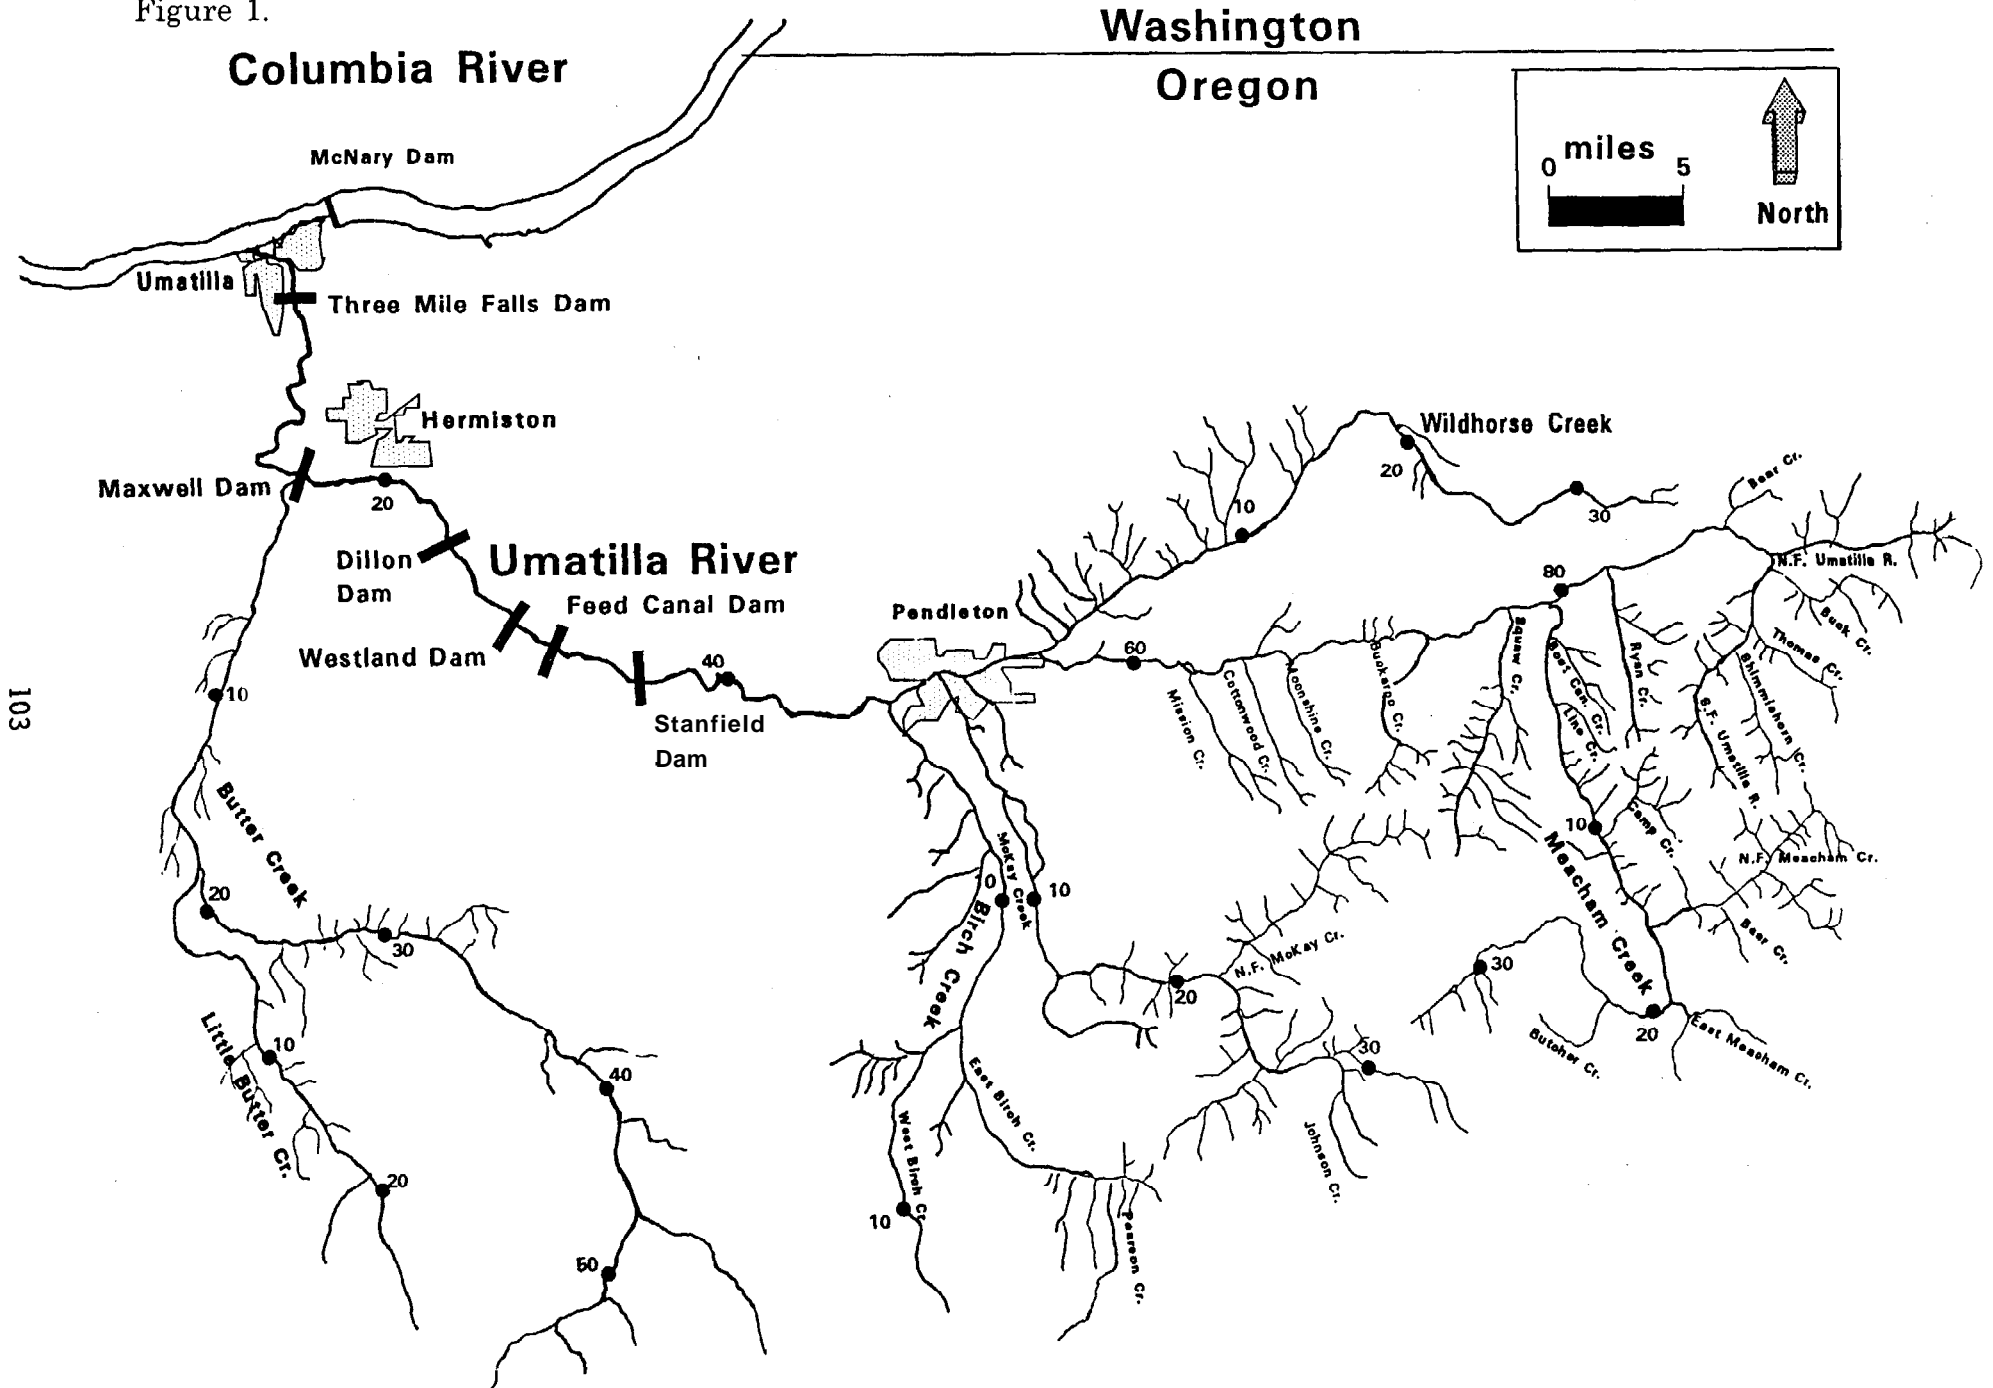 Figure 1.
Washington
Columbia River
Oregon
McNary Dam
miles
0 5
North
Umatilla
Three Mile Falls Dam
Hermiston
Wildhorse Creek
20
Bear Cr.
Maxwell Dam
20
10
30
Dillon
Dam
Umatilla River
Feed Canal Dam
80
N.F. Umatilla R.
Pendleton
Buck Cr.
Thomas Cr.
Westland Dam
40
60
Squaw Cr.
Boat Can. Cr.
Ryan Cr.
Shimmiehorn Cr.
10
Mission Cr.
Cottonwood Cr.
Moonshine Cr.
Buckaroo Cr.
Line Cr.
S.F. Umatilla R.
Stanfield
Dam
103
Butter Creek
McKay Creek
10
Camp Cr.
Meacham Creek
N.F. Meacham Cr.
20
0
10
Birch Creek
30
N.F. McKay Cr.
Bear Cr.
30
20
20
Little Butter Cr.
10
East Meacham Cr.
Butcher Cr.
30
40
East Birch Cr.
West Birch Cr.
Johnson Cr.
20
10
Pearson Cr.
50